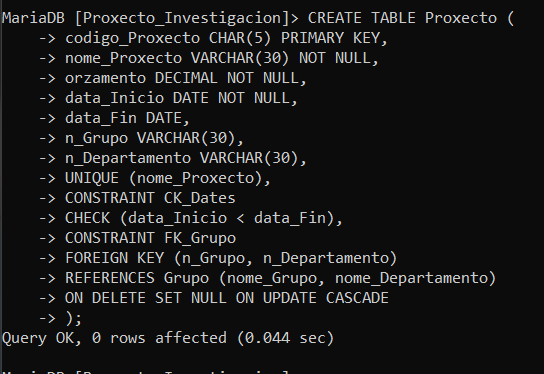 MariaDB [Proxecto_Investigacion]> CREATE TABLE Proxecto (
    -> codigo_Proxecto CHAR(5) PRIMARY KEY,
    -> nome_Proxecto VARCHAR(30) NOT NULL,
    -> orzamento DECIMAL NOT NULL,
    -> data_Inicio DATE NOT NULL,
    -> data_Fin DATE,
    -> n_Grupo VARCHAR(30),
    -> n_Departamento VARCHAR(30),
    -> UNIQUE (nome_Proxecto),
    -> CONSTRAINT CK_Dates
    -> CHECK (data_Inicio < data_Fin),
    -> CONSTRAINT FK_Grupo
    -> FOREIGN KEY (n_Grupo, n_Departamento)
    -> REFERENCES Grupo (nome_Grupo, nome_Departamento)
    -> ON DELETE SET NULL ON UPDATE CASCADE
    -> );
Query OK, 0 rows affected (0.044 sec)